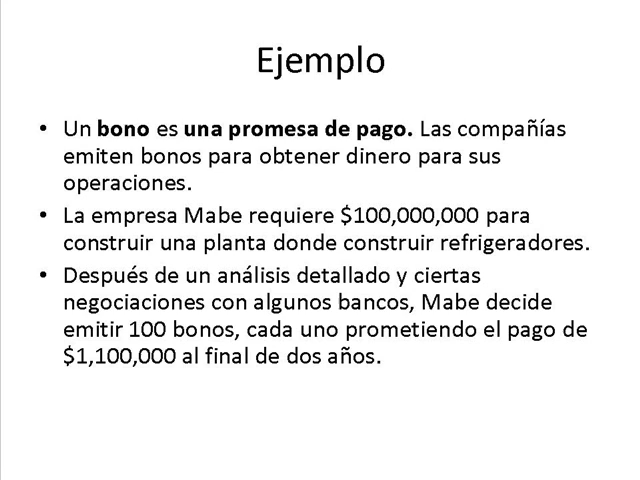 Ejemplo
• Un bono es una promesa de pago. Las compañías
emiten bonos para obtener dinero para sus
operaciones.
• La empresa Mabe requiere $100,000,000 para
construir una planta donde construir refrigeradores.
• Después de un análisis detallado y ciertas
negociaciones con algunos bancos, Mabe decide
emitir 100 bonos, cada uno prometiendo el pago de
$1,100,000 al final de dos años.